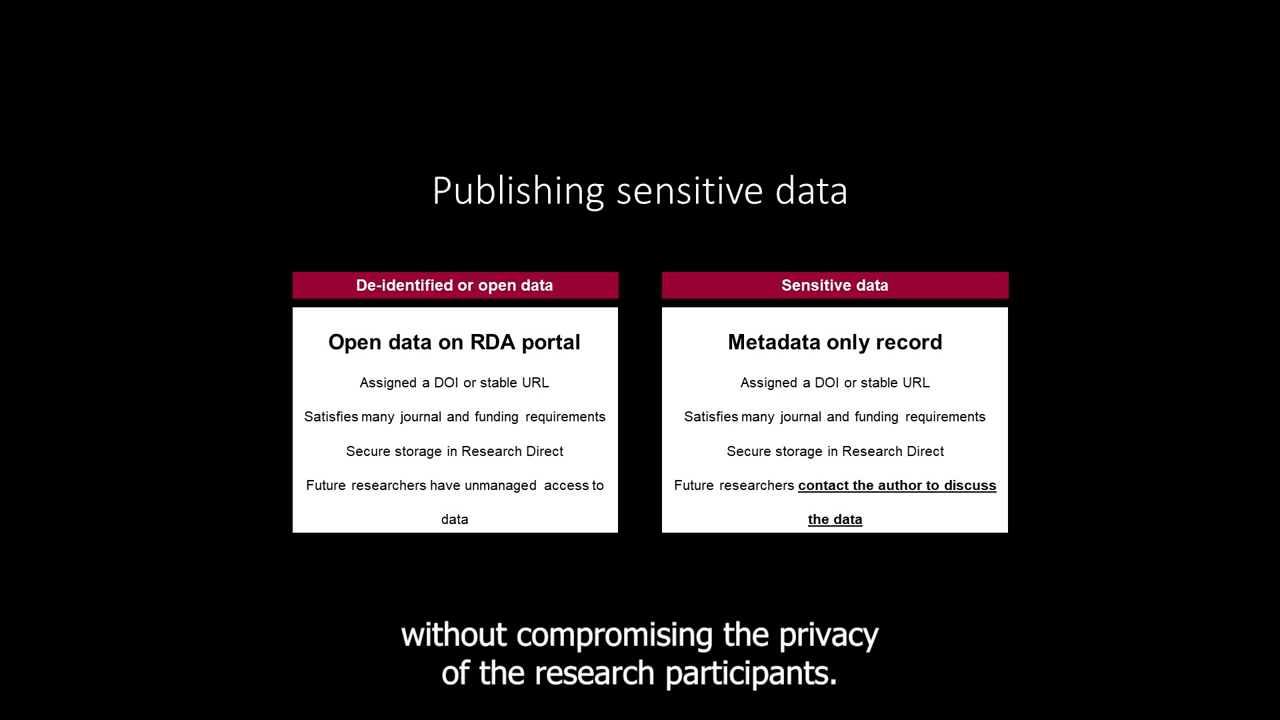 Publishing sensitive data
De-identified or open data
Open data on RDA portal
Assigned a DOI or stable URL
Satisfies many journal and funding requirements
Secure storage in Research Direct
Future researchers have unmanaged access to
data
Sensitive data
Metadata only record
Assigned a DOI or stable URL
Satisfies many journal and funding requirements
Secure storage in Research Direct
Future researchers contact the author to discuss
the data
without compromising the privacy
of the research participants.